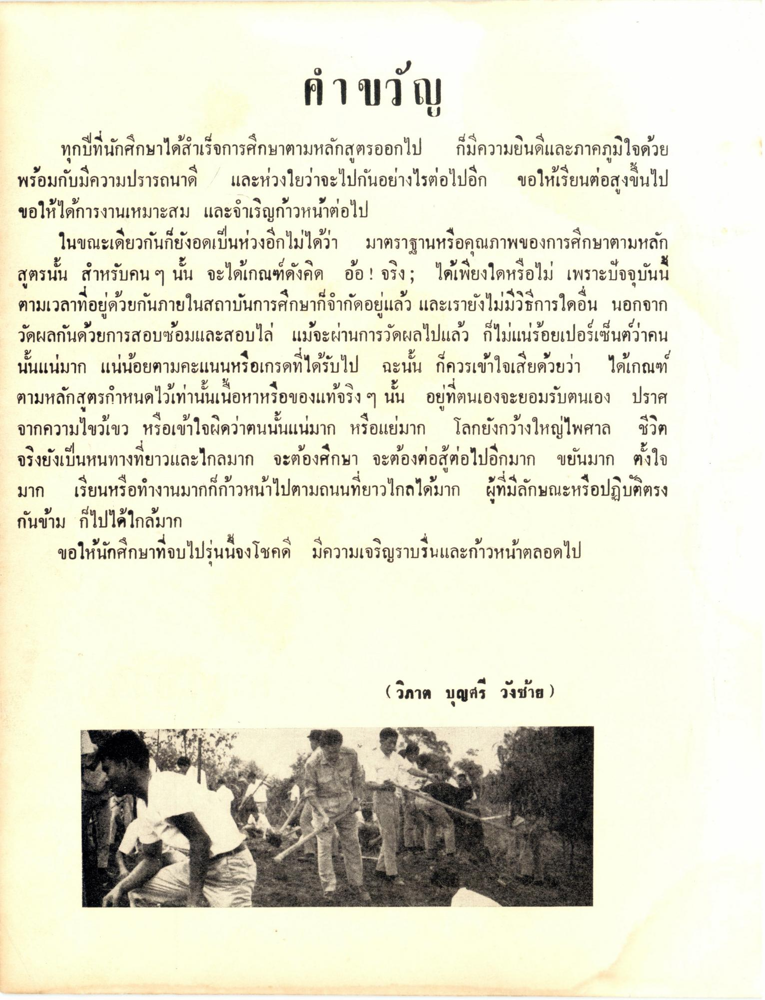 คำขวัญ
ทุกปีที่นักศึกษาได้สำเร็จการศึกษาตามหลักสูตรออกไป ก็มีความยินดีและภาคภูมิใจด้วย
พร้อมกับมีความปรารถนาดี และห่วงใยว่าจะไปกันอย่างไรต่อไปอีก ขอให้เรียนต่อสูงขึ้นไป
ขอให้ได้การงานเหมาะสม และจำเริญก้าวหน้าต่อไป
ในขณะเดียวกันก็ยังอดเป็นห่วงอีกไม่ได้ว่า มาตราฐานหรือคุณภาพของการศึกษาตามหลัก
สูตรนั้น สำหรับคน ๆ นั้น จะได้เกณฑ์ดังคิด อ้อ ! จริง ; ได้เพียงใดหรือไม่ เพราะปัจจุบันนี้
ตามเวลาที่อยู่ด้วยกันภายในสถาบันการศึกษาก็จำกัดอยู่แล้ว และเรายังไม่มีวิธีการใดอื่น นอกจาก
วัดผลกันด้วยการสอบซ้อมและสอบไล่ แม้จะผ่านการวัดผลไปแล้ว ก็ไม่แน่ร้อยเปอร์เซ็นต์ว่าคน
นั้นแน่มาก แน่น้อยตามคะแนนหรือเกรดที่ได้รับไป ฉะนั้น ก็ควรเข้าใจเสียด้วยว่า ได้เกณฑ์
ตามหลักสูตรกำหนดไว้เท่านั้นเนื้อหาหรือของแท้จริง ๆ นั้น อยู่ที่ตนเองจะยอมรับตนเอง ปราศ
จากความไขว้เขว หรือเข้าใจผิดว่าตนนั้นแน่มาก หรือแย่มาก โลกยังกว้างใหญ่ไพศาล ชีวิต
จริงยังเป็นหนทางที่ยาวและไกลมาก จะต้องศึกษา จะต้องต่อสู้ต่อไปอีกมาก ขยันมาก ตั้งใจ
มาก เรียนหรือทำงานมากก็ก้าวหน้าไปตามถนนที่ยาวไกลได้มาก ผู้ที่มีลักษณะหรือปฏิบัติตรง
กันข้าม ก็ไปได้ใกล้มาก
ขอให้นักศึกษาที่จบไปรุ่นนี้จงโชคดี มีความเจริญราบรื่นและก้าวหน้าตลอดไป
( วิภาต บุญศรี วังซ้าย )